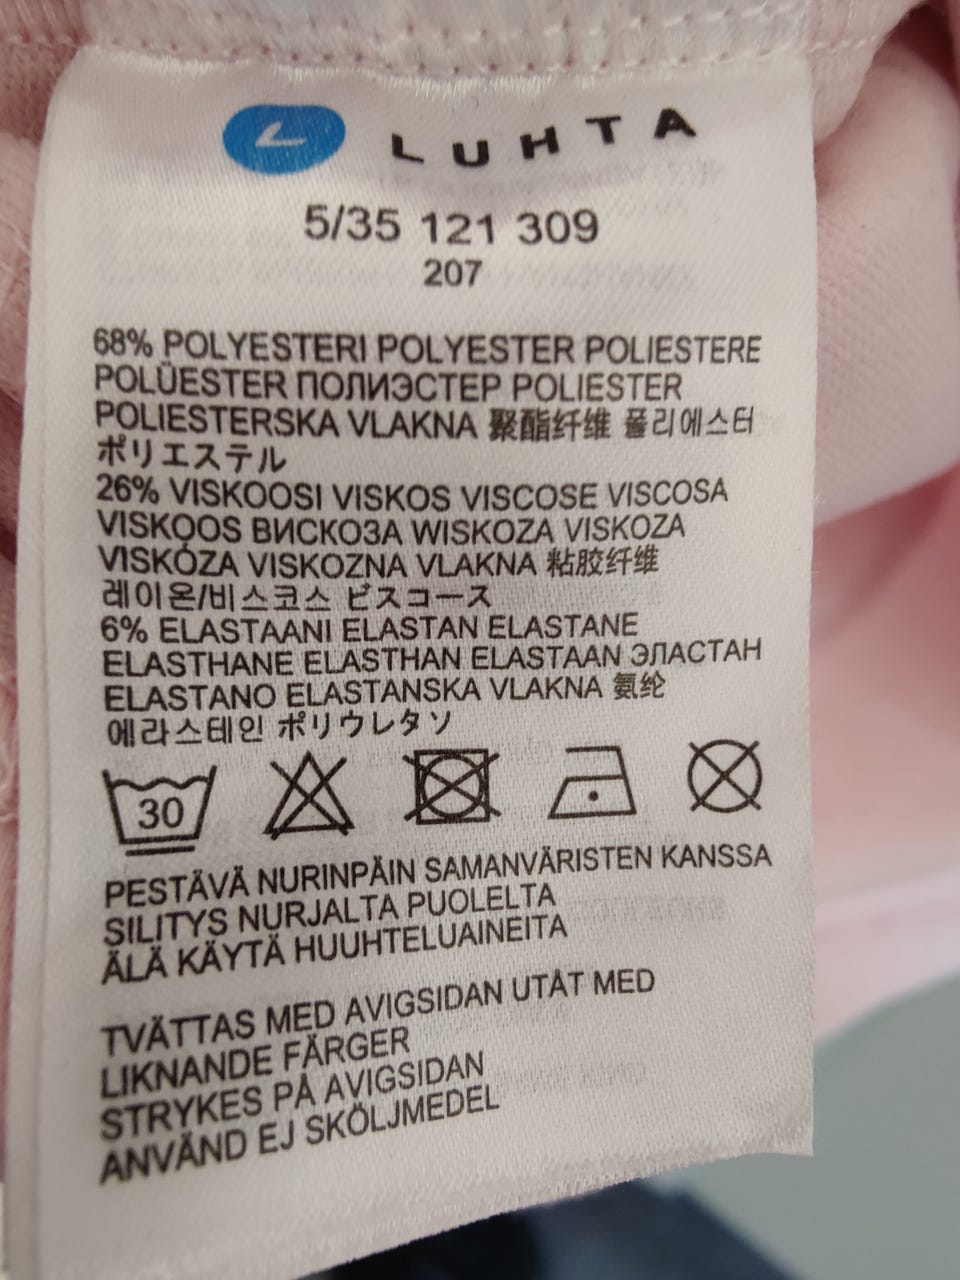 LUHTA
5/35 121 309
207
68% POLYESTERI POLYESTER POLIESTERE
POLÜESTER ПОЛИЭСТЕР POLIESTER
POLIESTERSKA VLAKNA 聚酯纤维 폴리에스터
ポリエステル
26% VISKOOSI VISKOS VISCOSE VISCOSA
VISKOOS ВИСКОЗА WISKOZA VISKOZA
VISKÓZA VISKOZNA VLAKNA 粘胶纤维
레이온/비스코스 ビスコース
6% ELASTAANI ELASTAN ELASTANE
ELASTHANE ELASTHAN ELASTAAN ЭЛАСТАН
ELASTANO ELASTANSKA VLAKNA 氨纶
에라스테인 ポリウレタソ
30
PESTÄVÄ NURINPÄIN SAMANVÄRISTEN KANSSA
SILITYS NURJALTA PUOLELTA
ÄLÄ KÄYTÄ HUUHTELUAINEITA
TVÄTTAS MED AVIGSIDAN UTÅT MED
LIKNANDE FÄRGER
STRYKES PÅ AVIGSIDAN
ANVÄND EJ SKÖLJMEDEL